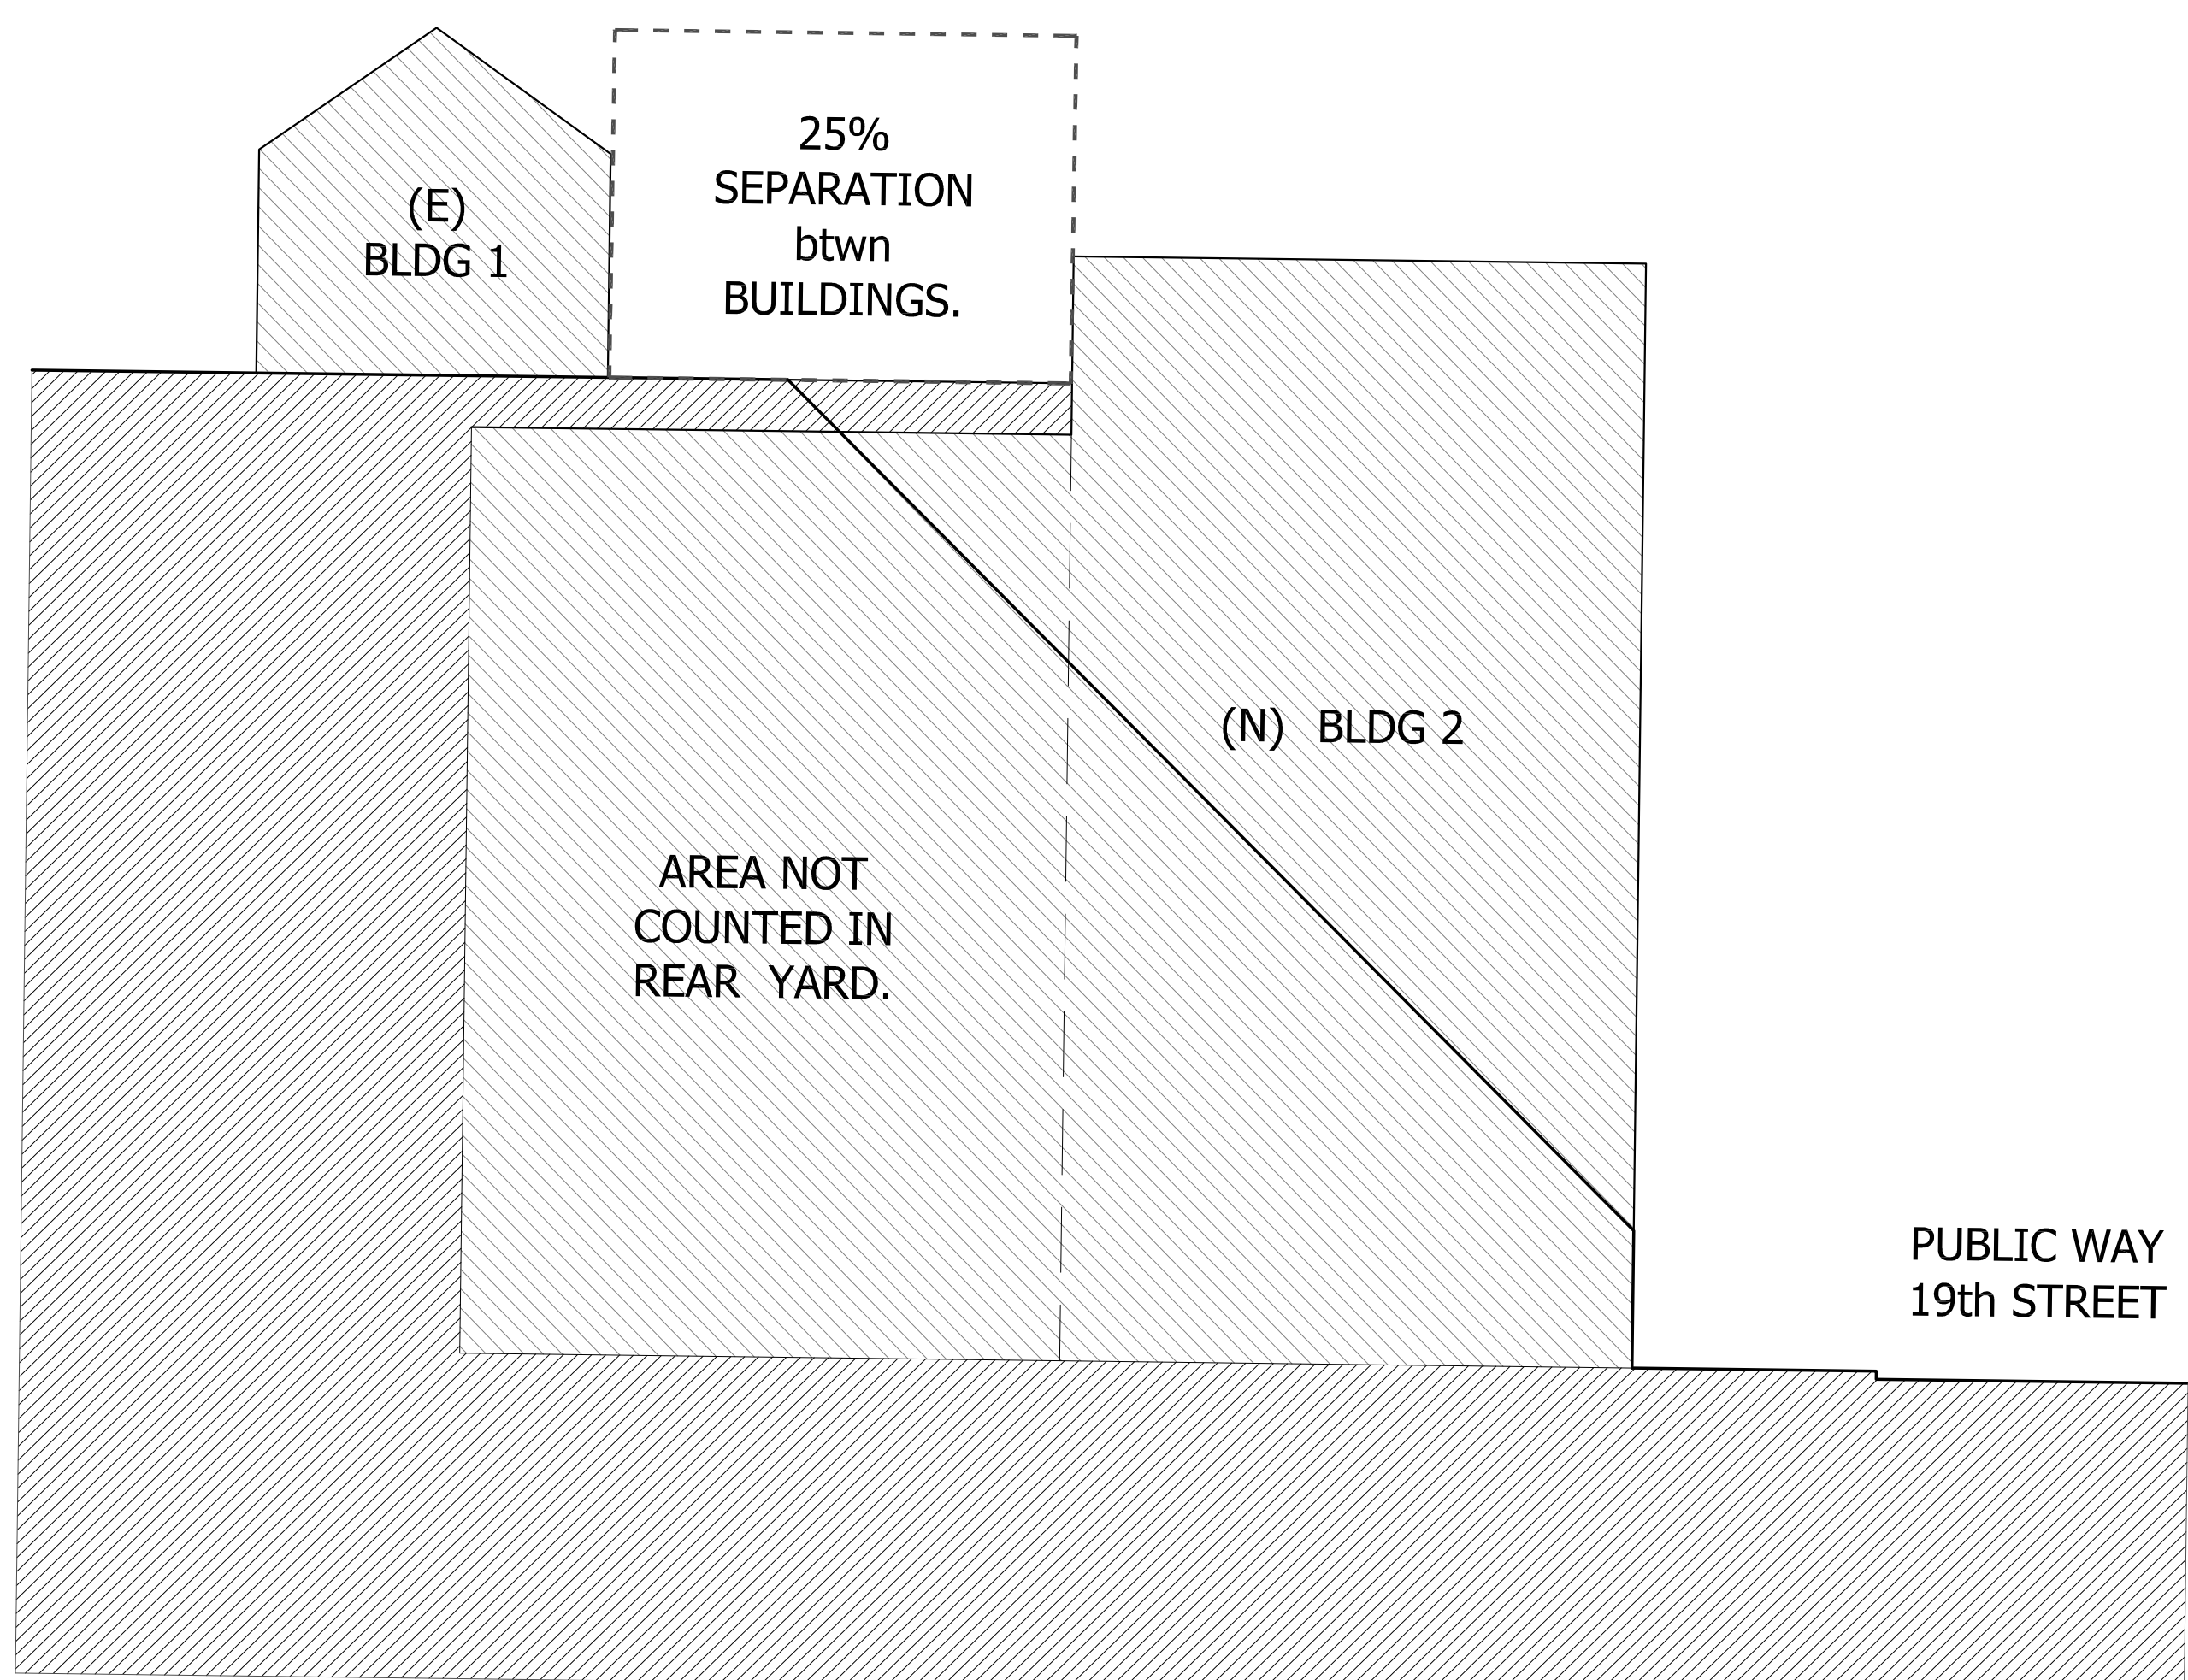 25%
SEPARATION
btwn
BUILDINGS.
(E)
BLDG 1
(N) BLDG 2
AREA NOT
COUNTED IN
REAR YARD.
PUBLIC WAY
19th STREET